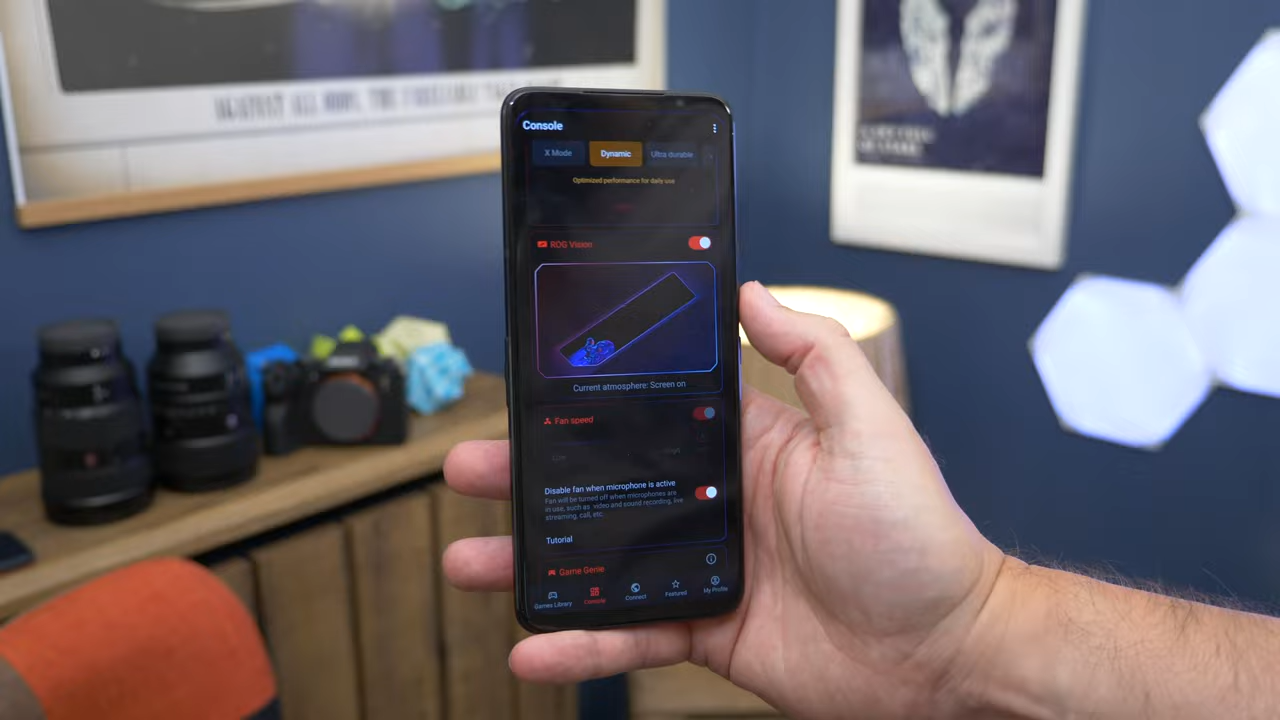 Console
X Mode
Dynamic
Ultra durable
Optimized performance for daily use
ROG Vision
Current atmosphere: Screen on
Fan speed
Disable fan when microphone is active
Fan will be turned off when microphones are
in use, such as video and sound recording, live
streaming, call, etc.
Tutorial
Game Genie
Games Library
Console
Connect
Featured
My Profile